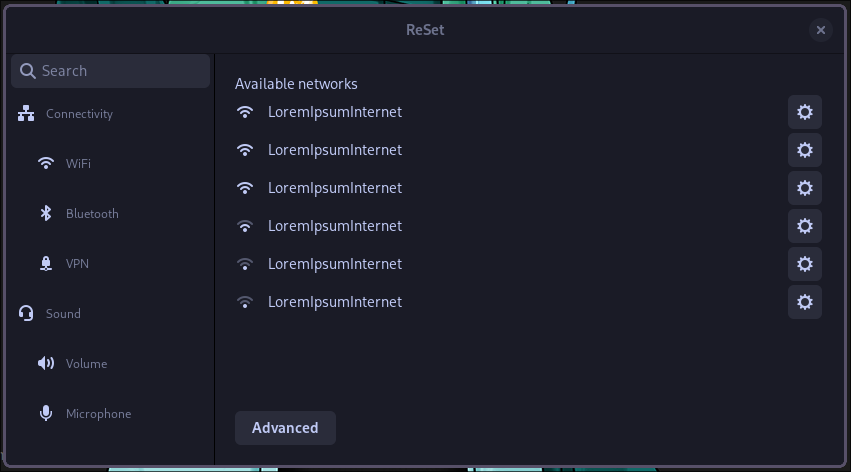 ReSet
Search
Connectivity
WiFi
Bluetooth
VPN
Sound
Volume
Microphone
Available networks
LoremIpsumInternet
LoremIpsumInternet
LoremIpsumInternet
LoremIpsumInternet
LoremIpsumInternet
LoremIpsumInternet
Advanced